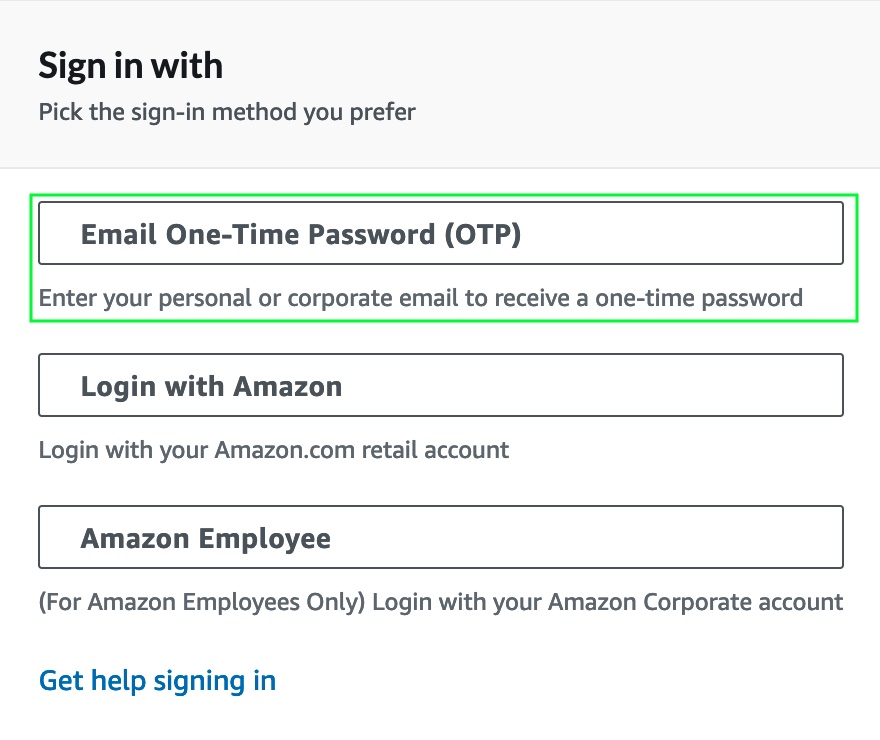 Sign in with
Pick the sign-in method you prefer
Email One-Time Password (OTP)
Enter your personal or corporate email to receive a one-time password
Login with Amazon
Login with your Amazon.com retail account
Amazon Employee
(For Amazon Employees Only) Login with your Amazon Corporate account
Get help signing in